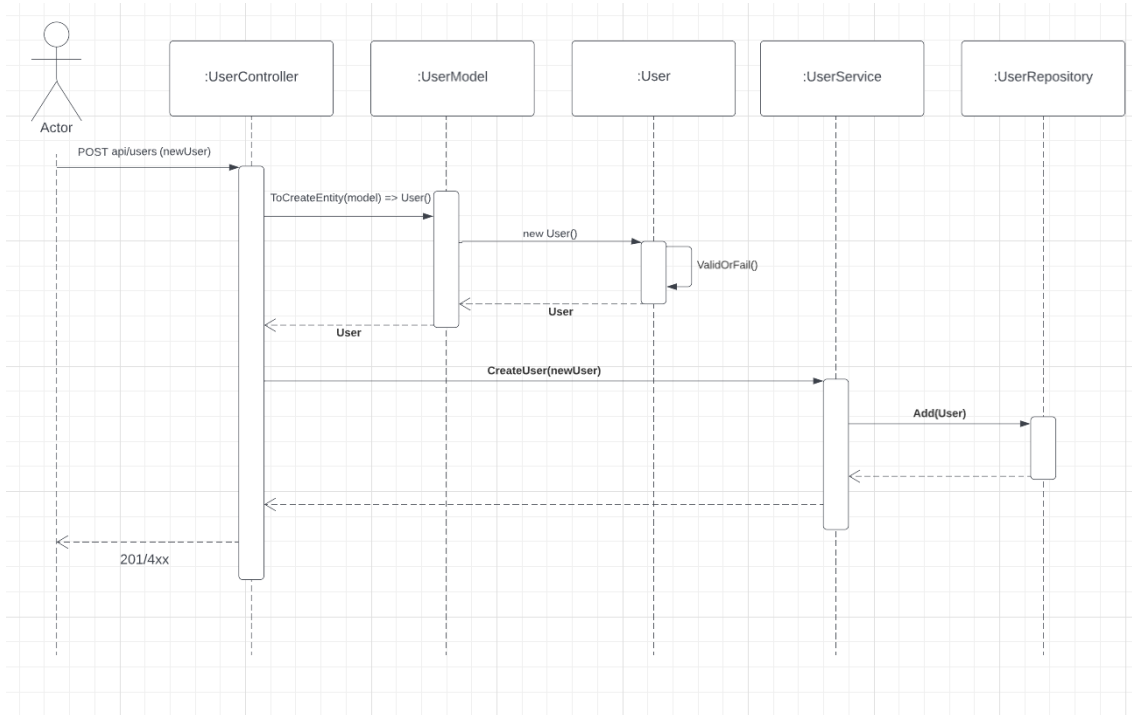 :UserController
:UserModel
:User
:UserService
:UserRepository
Actor
POST api/users (newUser)
ToCreateEntity(model) => User()
new User()
ValidOrFail()
User
User
CreateUser(newUser)
Add(User)
201/4xx